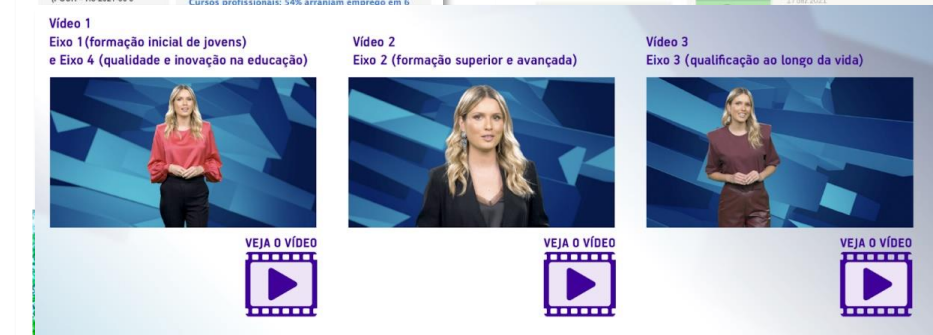 Cursos profissionais: 54% arranjam emprego em 6
Vídeo 1
Eixo 1 (formação inicial de jovens)
e Eixo 4 (qualidade e inovação na educação)
Vídeo 2
Eixo 2 (formação superior e avançada)
Vídeo 3
Eixo 3 (qualificação ao longo da vida)
VEJA O VÍDEO
VEJA O VÍDEO
VEJA O VÍDEO